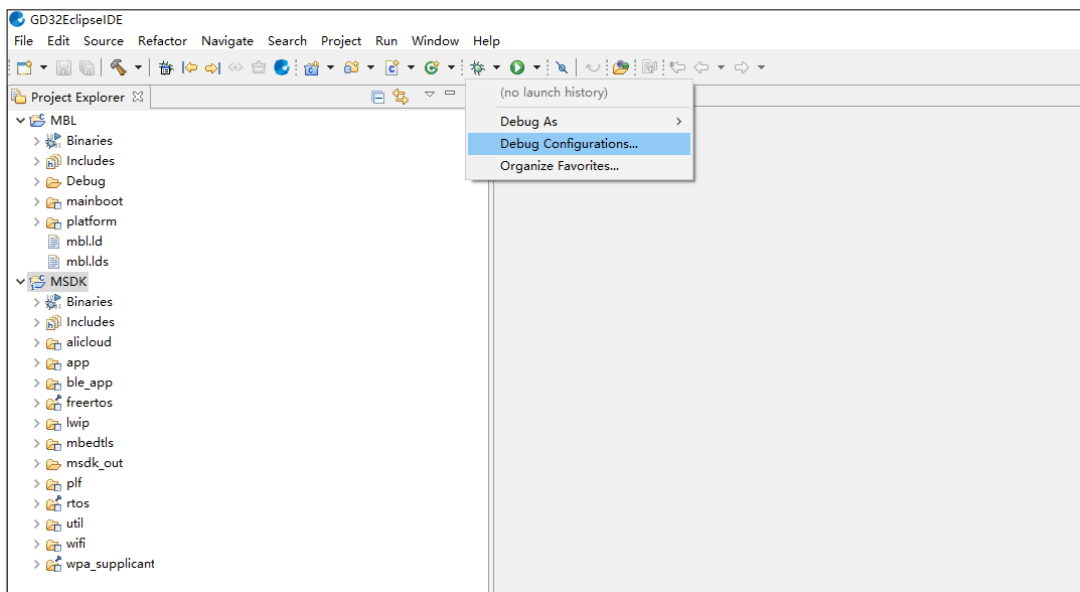 GD32EclipseIDE
File Edit Source Refactor Navigate Search Project Run Window Help
Project Explorer
(no launch history)
Debug As
Debug Configurations...
Organize Favorites...
MBL
Binaries
Includes
Debug
mainboot
platform
mbl.ld
mbl.lds
MSDK
Binaries
Includes
alicloud
app
ble_app
freertos
lwip
mbedtls
msdk_out
plf
rtos
util
wifi
wpa_supplicant